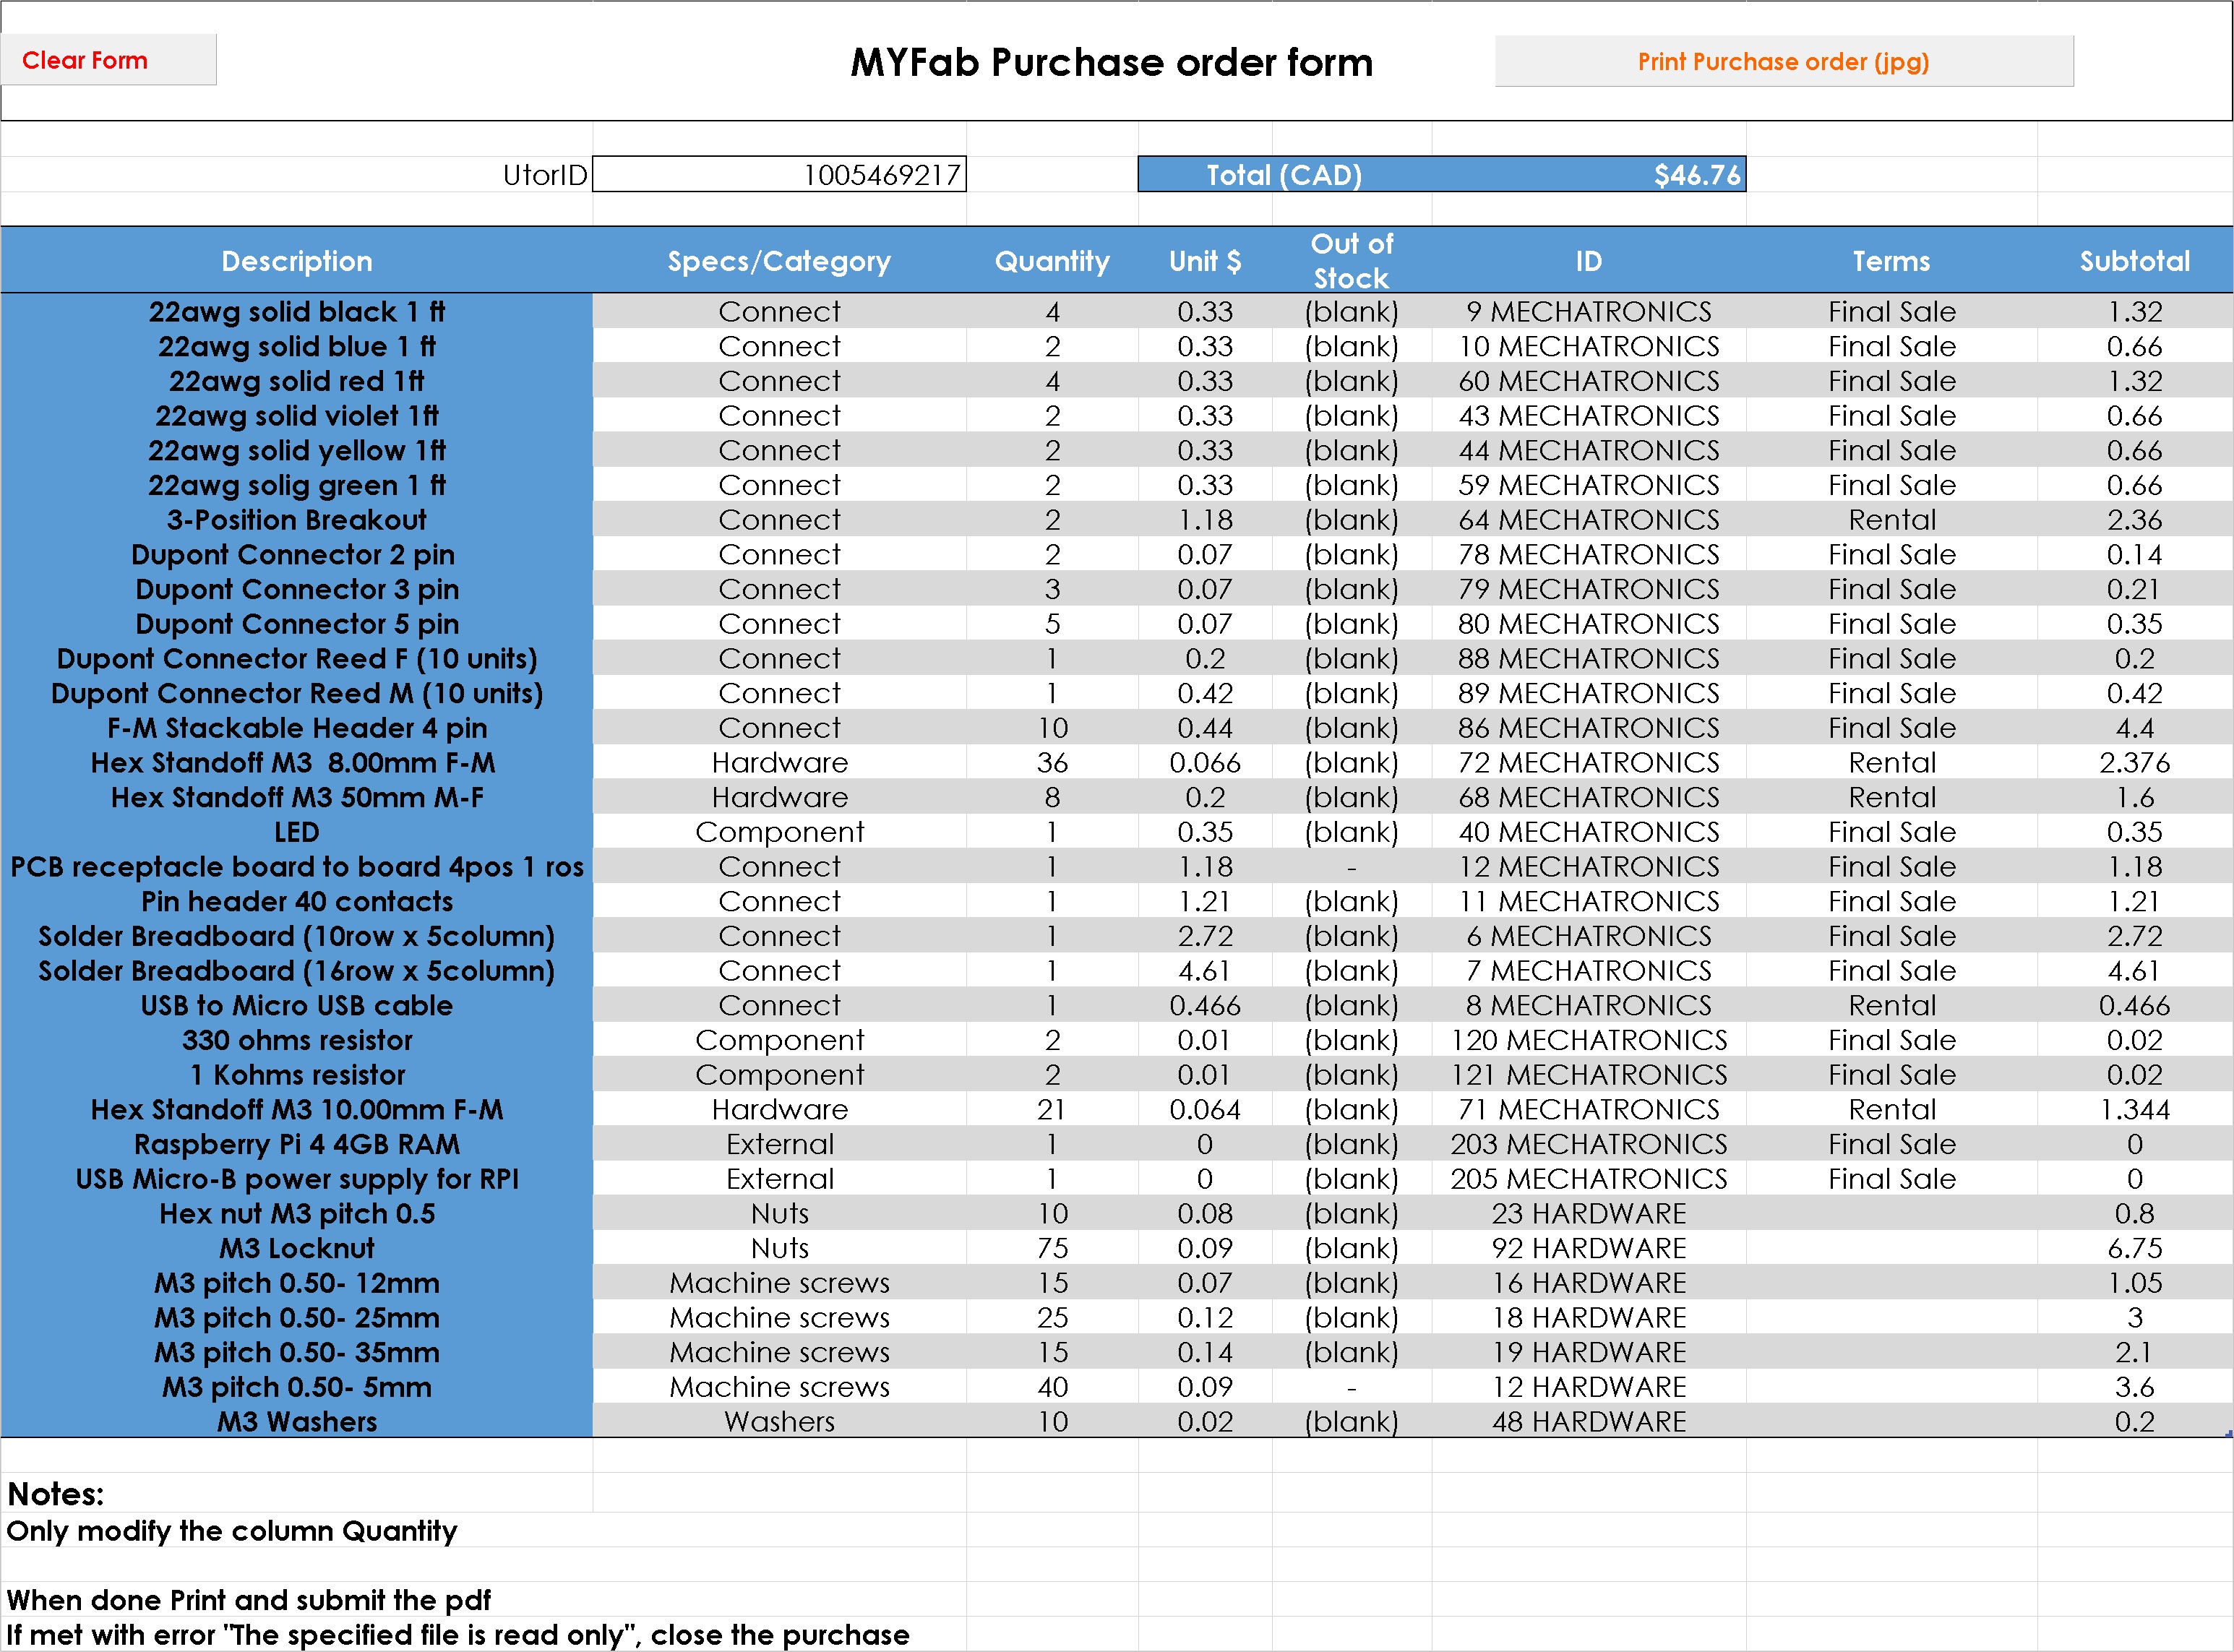 Clear Form
MYFab Purchase order form
Print Purchase order (jpg)
UtorID 1005469217 Total (CAD) $46.76
Description Specs/Category Quantity Unit $ Out of Stock ID Terms Subtotal
22awg solid black 1 ft Connect 4 0.33 (blank) 9 MECHATRONICS Final Sale 1.32
22awg solid blue 1 ft Connect 2 0.33 (blank) 10 MECHATRONICS Final Sale 0.66
22awg solid red 1ft Connect 4 0.33 (blank) 60 MECHATRONICS Final Sale 1.32
22awg solid violet 1ft Connect 2 0.33 (blank) 43 MECHATRONICS Final Sale 0.66
22awg solid yellow 1ft Connect 2 0.33 (blank) 44 MECHATRONICS Final Sale 0.66
22awg solig green 1 ft Connect 2 0.33 (blank) 59 MECHATRONICS Final Sale 0.66
3-Position Breakout Connect 2 1.18 (blank) 64 MECHATRONICS Rental 2.36
Dupont Connector 2 pin Connect 2 0.07 (blank) 78 MECHATRONICS Final Sale 0.14
Dupont Connector 3 pin Connect 3 0.07 (blank) 79 MECHATRONICS Final Sale 0.21
Dupont Connector 5 pin Connect 5 0.07 (blank) 80 MECHATRONICS Final Sale 0.35
Dupont Connector Reed F (10 units) Connect 1 0.2 (blank) 88 MECHATRONICS Final Sale 0.2
Dupont Connector Reed M (10 units) Connect 1 0.42 (blank) 89 MECHATRONICS Final Sale 0.42
F-M Stackable Header 4 pin Connect 10 0.44 (blank) 86 MECHATRONICS Final Sale 4.4
Hex Standoff M3 8.00mm F-M Hardware 36 0.066 (blank) 72 MECHATRONICS Rental 2.376
Hex Standoff M3 50mm M-F Hardware 8 0.2 (blank) 68 MECHATRONICS Rental 1.6
LED Component 1 0.35 (blank) 40 MECHATRONICS Final Sale 0.35
PCB receptacle board to board 4pos 1 ros Connect 1 1.18 - 12 MECHATRONICS Final Sale 1.18
Pin header 40 contacts Connect 1 1.21 (blank) 11 MECHATRONICS Final Sale 1.21
Solder Breadboard (10row x 5column) Connect 1 2.72 (blank) 6 MECHATRONICS Final Sale 2.72
Solder Breadboard (16row x 5column) Connect 1 4.61 (blank) 7 MECHATRONICS Final Sale 4.61
USB to Micro USB cable Connect 1 0.466 (blank) 8 MECHATRONICS Rental 0.466
330 ohms resistor Component 2 0.01 (blank) 120 MECHATRONICS Final Sale 0.02
1 Kohms resistor Component 2 0.01 (blank) 121 MECHATRONICS Final Sale 0.02
Hex Standoff M3 10.00mm F-M Hardware 21 0.064 (blank) 71 MECHATRONICS Rental 1.344
Raspberry Pi 4 4GB RAM External 1 0 (blank) 203 MECHATRONICS Final Sale 0
USB Micro-B power supply for RPI External 1 0 (blank) 205 MECHATRONICS Final Sale 0
Hex nut M3 pitch 0.5 Nuts 10 0.08 (blank) 23 HARDWARE 0.8
M3 Locknut Nuts 75 0.09 (blank) 92 HARDWARE 6.75
M3 pitch 0.50- 12mm Machine screws 15 0.07 (blank) 16 HARDWARE 1.05
M3 pitch 0.50- 25mm Machine screws 25 0.12 (blank) 18 HARDWARE 3
M3 pitch 0.50- 35mm Machine screws 15 0.14 (blank) 19 HARDWARE 2.1
M3 pitch 0.50- 5mm Machine screws 40 0.09 - 12 HARDWARE 3.6
M3 Washers Washers 10 0.02 (blank) 48 HARDWARE 0.2
Notes:
Only modify the column Quantity
When done Print and submit the pdf
If met with error "The specified file is read only", close the purchase